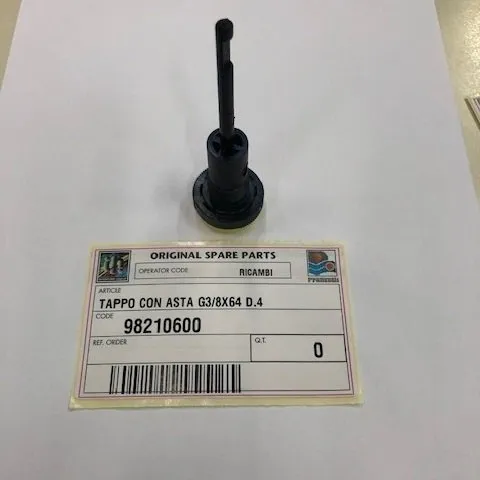 ORIGINAL SPARE PARTS
OPERATOR CODE RICAMBI
ARTICLE
TAPPO CON ASTA G3/8X64 D.4
CODE
98210600
REF. ORDER
Q.T. 0